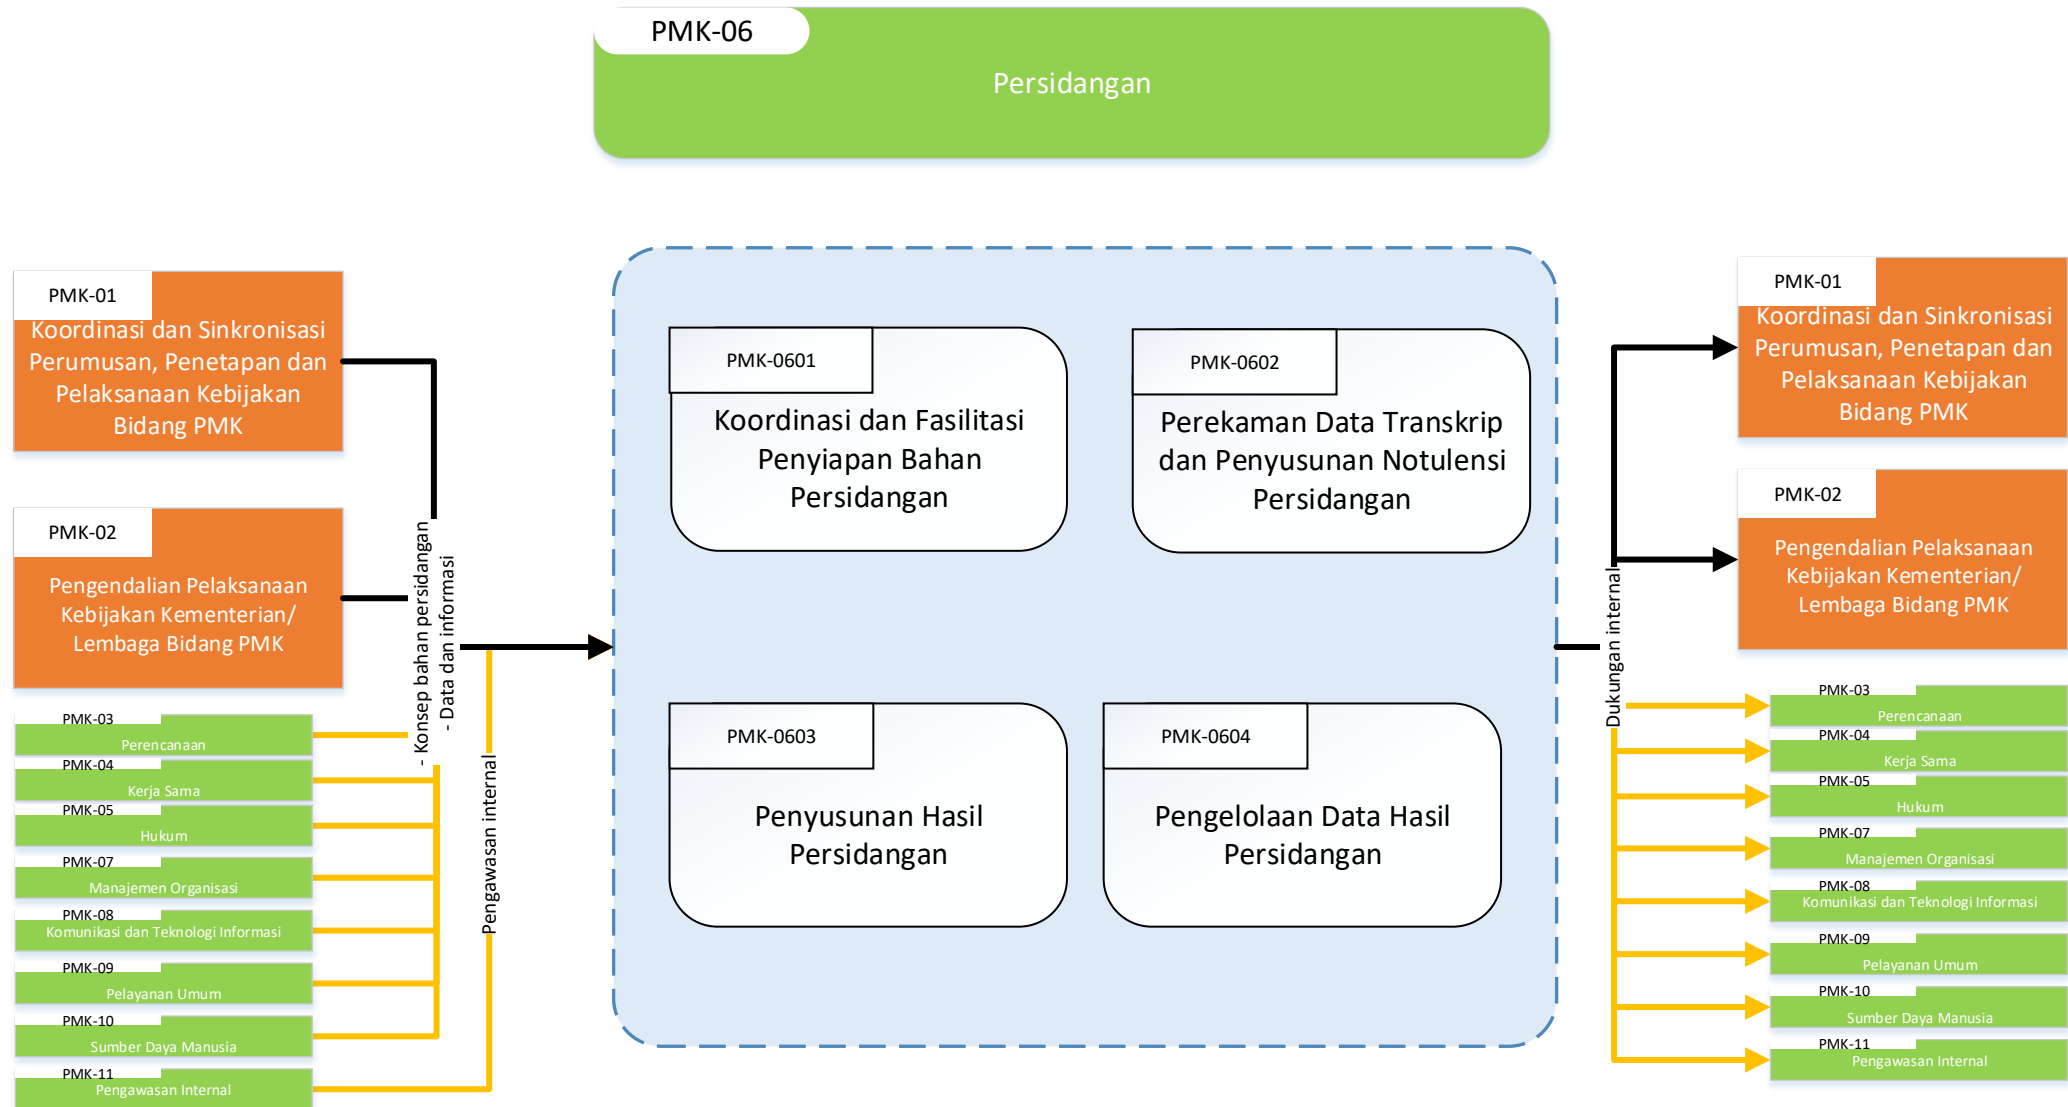 PMK-06
Persidangan
PMK-01
Koordinasi dan Sinkronisasi
Perumusan, Penetapan dan
Pelaksanaan Kebijakan
Bidang PMK
PMK-02
Pengendalian Pelaksanaan
Kebijakan Kementerian/
Lembaga Bidang PMK
PMK-03
Perencanaan
PMK-04
Kerja Sama
PMK-05
Hukum
PMK-07
Manajemen Organisasi
PMK-08
Komunikasi dan Teknologi Informasi
PMK-09
Pelayanan Umum
PMK-10
Sumber Daya Manusia
PMK-11
Pengawasan Internal
- Konsep bahan persidangan
- Data dan informasi
Pengawasan internal
PMK-0601
Koordinasi dan Fasilitasi
Penyiapan Bahan
Persidangan
PMK-0602
Perekaman Data Transkrip
dan Penyusunan Notulensi
Persidangan
PMK-0603
Penyusunan Hasil
Persidangan
PMK-0604
Pengelolaan Data Hasil
Persidangan
Dukungan internal
PMK-01
Koordinasi dan Sinkronisasi
Perumusan, Penetapan dan
Pelaksanaan Kebijakan
Bidang PMK
PMK-02
Pengendalian Pelaksanaan
Kebijakan Kementerian/
Lembaga Bidang PMK
PMK-03
Perencanaan
PMK-04
Kerja Sama
PMK-05
Hukum
PMK-07
Manajemen Organisasi
PMK-08
Komunikasi dan Teknologi Informasi
PMK-09
Pelayanan Umum
PMK-10
Sumber Daya Manusia
PMK-11
Pengawasan Internal